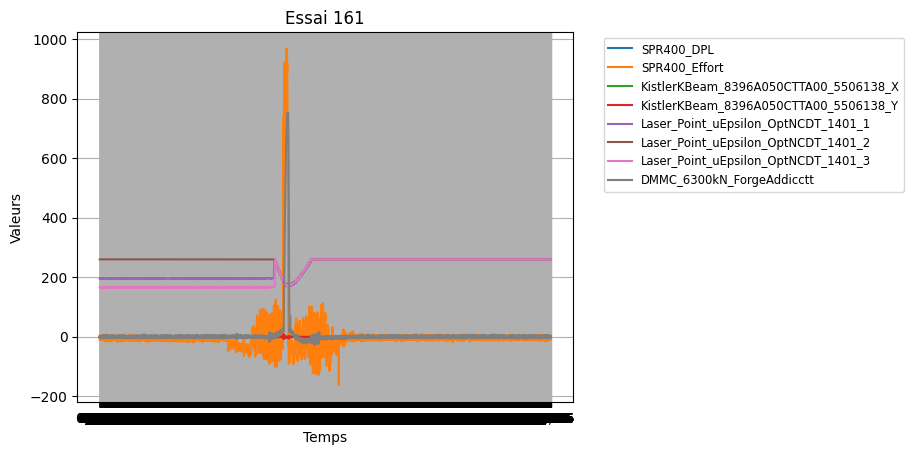 Essai 161
1000
800
600
400
200
0
−200
Valeurs
Temps
SPR400_DPL
SPR400_Effort
KistlerKBeam_8396A050CTTA00_5506138_X
KistlerKBeam_8396A050CTTA00_5506138_Y
Laser_Point_uEpsilon_OptNCDT_1401_1
Laser_Point_uEpsilon_OptNCDT_1401_2
Laser_Point_uEpsilon_OptNCDT_1401_3
DMMC_6300kN_ForgeAddicctt